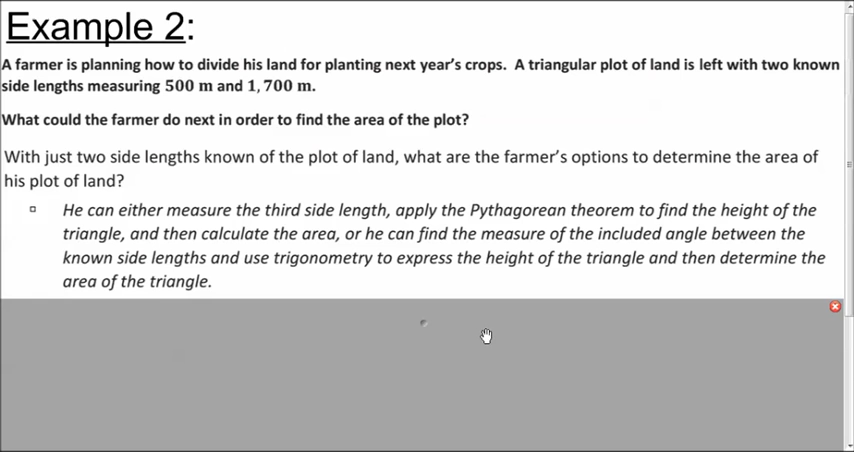 Example 2:
A farmer is planning how to divide his land for planting next year's crops. A triangular plot of land is left with two known
side lengths measuring 500 m and 1,700 m.
What could the farmer do next in order to find the area of the plot?
With just two side lengths known of the plot of land, what are the farmer's options to determine the area of
his plot of land?
He can either measure the third side length, apply the Pythagorean theorem to find the height of the
triangle, and then calculate the area, or he can find the measure of the included angle between the
known side lengths and use trigonometry to express the height of the triangle and then determine the
area of the triangle.